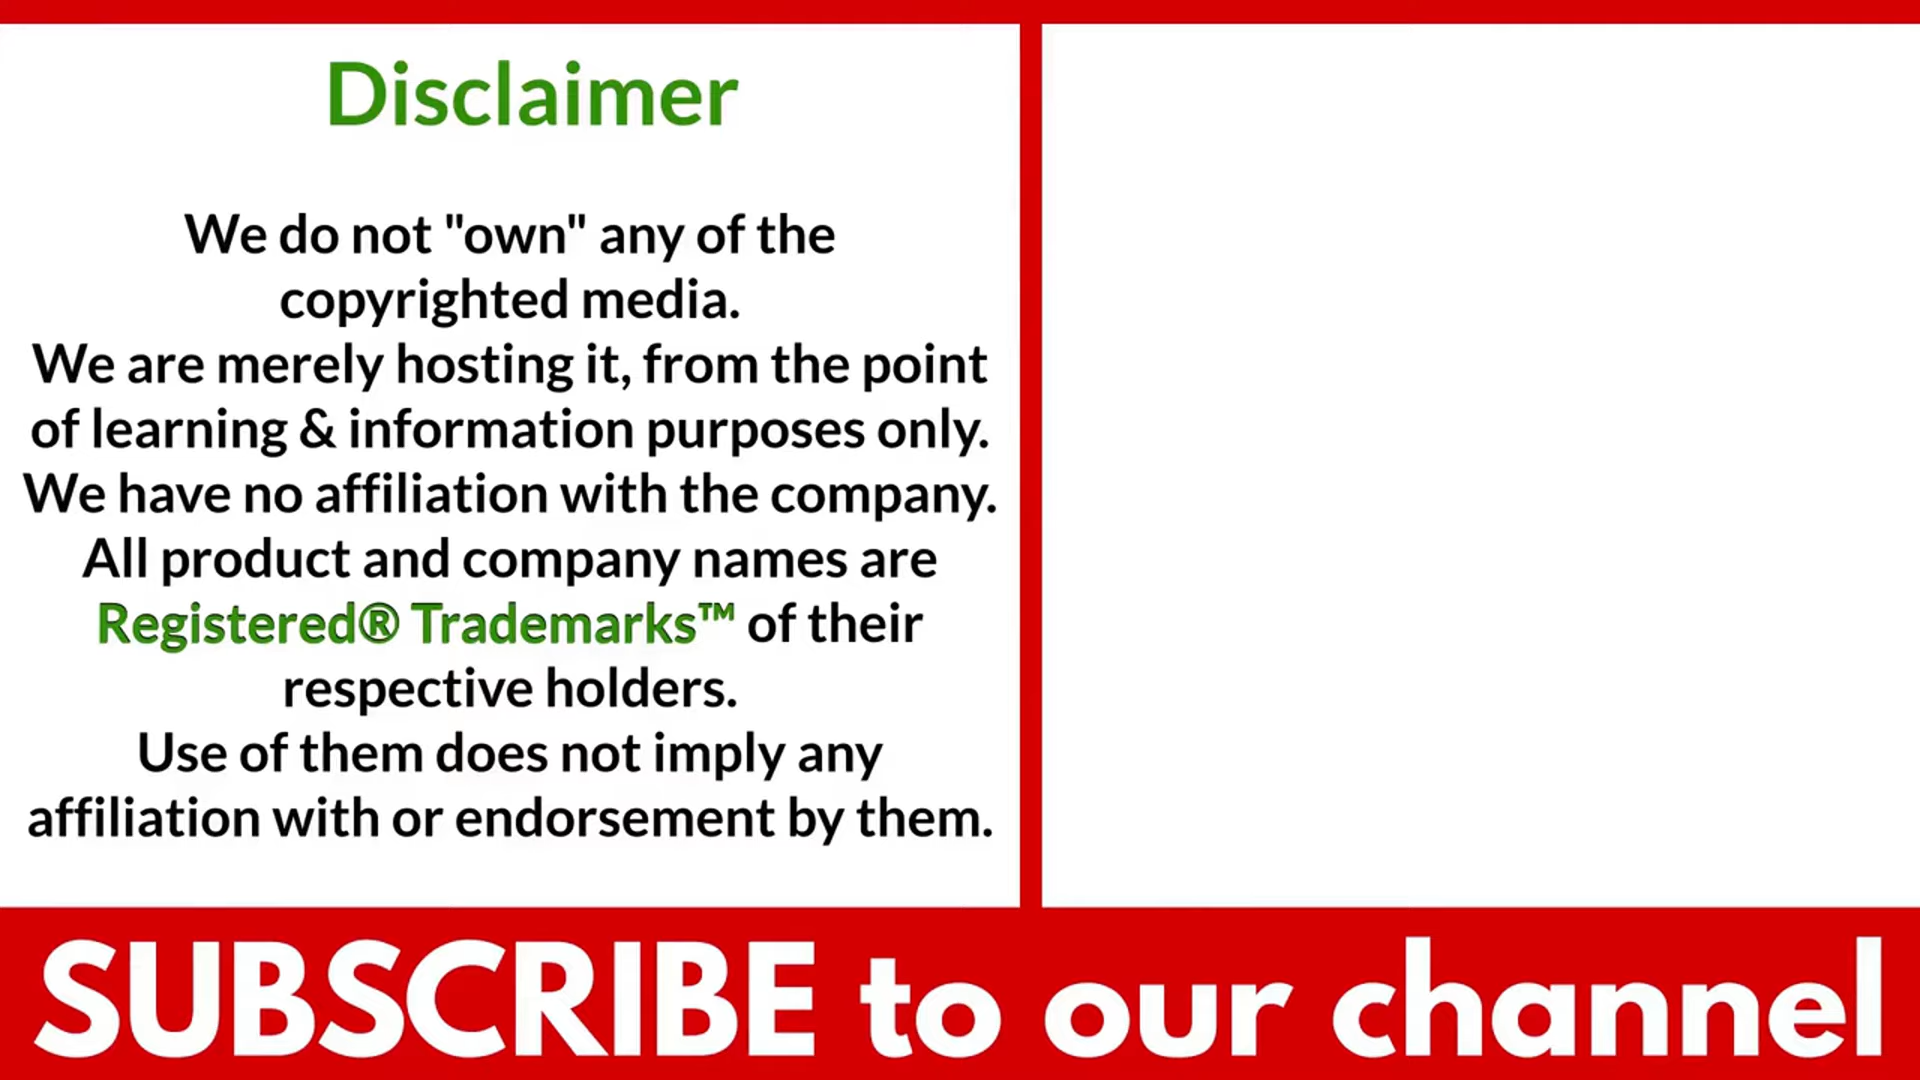 Disclaimer
We do not "own" any of the
copyrighted media.
We are merely hosting it, from the point
of learning & information purposes only.
We have no affiliation with the company.
All product and company names are
Registered® Trademarks™ of their
respective holders.
Use of them does not imply any
affiliation with or endorsement by them.
SUBSCRIBE to our channel